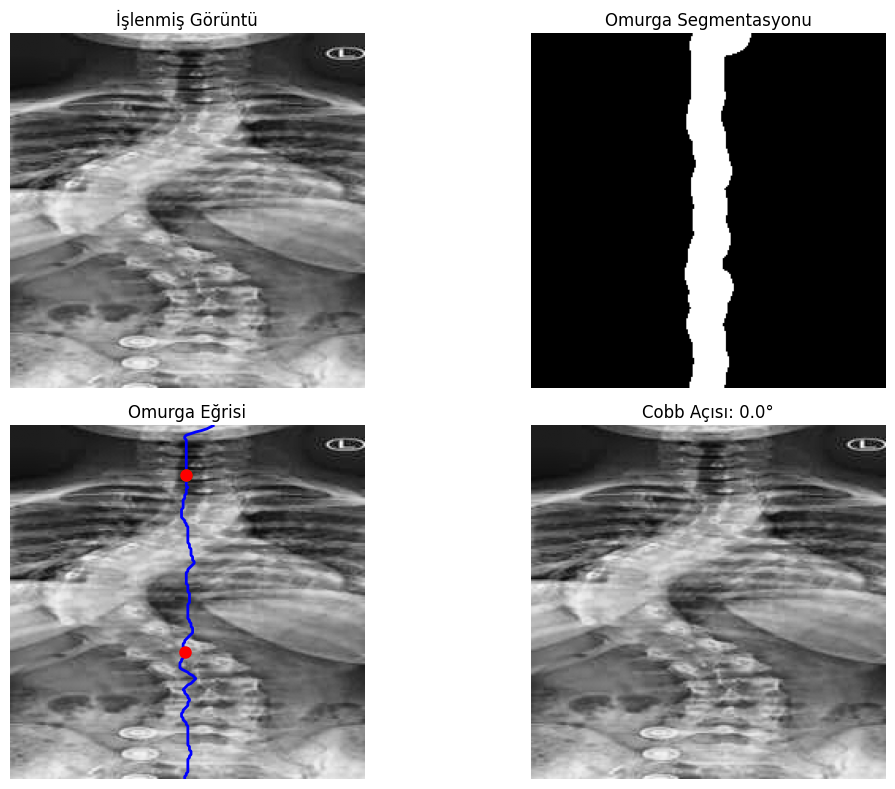 İşlenmiş Görüntü
Omurga Segmentasyonu
L
Omurga Eğrisi
Cobb Açısı: 0.0°
L
L